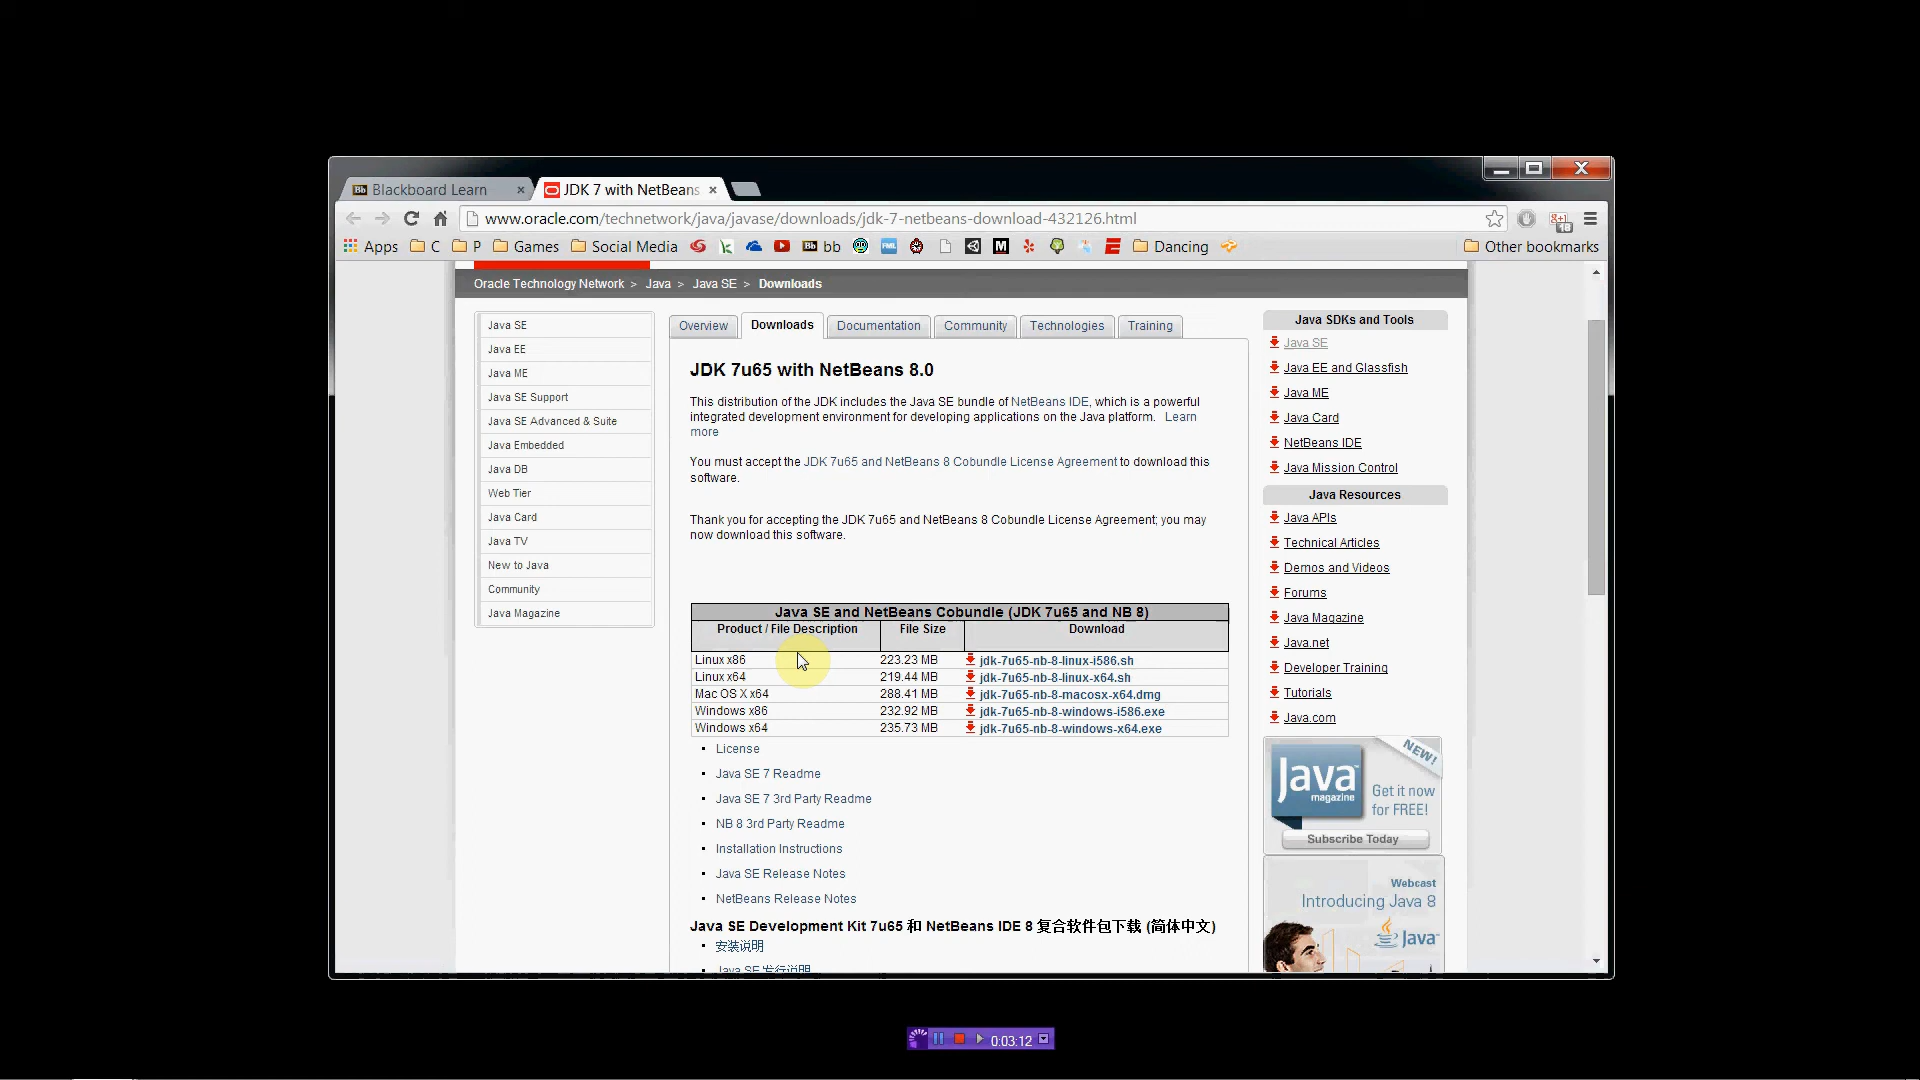 Blackboard Learn
JDK 7 with NetBeans
www.oracle.com/technetwork/java/javase/downloads/jdk-7-netbeans-download-432126.html
Apps C P Games Social Media bb Dancing Other bookmarks
Oracle Technology Network > Java > Java SE > Downloads
Java SE
Java EE
Java ME
Java SE Support
Java SE Advanced & Suite
Java Embedded
Java DB
Web Tier
Java Card
Java TV
New to Java
Community
Java Magazine
Overview Downloads Documentation Community Technologies Training
JDK 7u65 with NetBeans 8.0
This distribution of the JDK includes the Java SE bundle of NetBeans IDE, which is a powerful
integrated development environment for developing applications on the Java platform. Learn
more
You must accept the JDK 7u65 and NetBeans 8 Cobundle License Agreement to download this
software.
Thank you for accepting the JDK 7u65 and NetBeans 8 Cobundle License Agreement; you may
now download this software.
Java SE and NetBeans Cobundle (JDK 7u65 and NB 8)
Product / File Description File Size Download
Linux x86 223.23 MB jdk-7u65-nb-8-linux-i586.sh
Linux x64 219.44 MB jdk-7u65-nb-8-linux-x64.sh
Mac OS X x64 288.41 MB jdk-7u65-nb-8-macosx-x64.dmg
Windows x86 232.92 MB jdk-7u65-nb-8-windows-i586.exe
Windows x64 235.73 MB jdk-7u65-nb-8-windows-x64.exe
License
Java SE 7 Readme
Java SE 7 3rd Party Readme
NB 8 3rd Party Readme
Installation Instructions
Java SE Release Notes
NetBeans Release Notes
Java SE Development Kit 7u65 和 NetBeans IDE 8 复合软件包下载 (简体中文)
安装说明
Java SE 发行说明
Java SDKs and Tools
Java SE
Java EE and Glassfish
Java ME
Java Card
NetBeans IDE
Java Mission Control
Java Resources
Java APIs
Technical Articles
Demos and Videos
Forums
Java Magazine
Java.net
Developer Training
Tutorials
Java.com
NEW!
Java
magazine
Get it now
for FREE!
Subscribe Today
Webcast
Introducing Java 8
Java
0:03:12